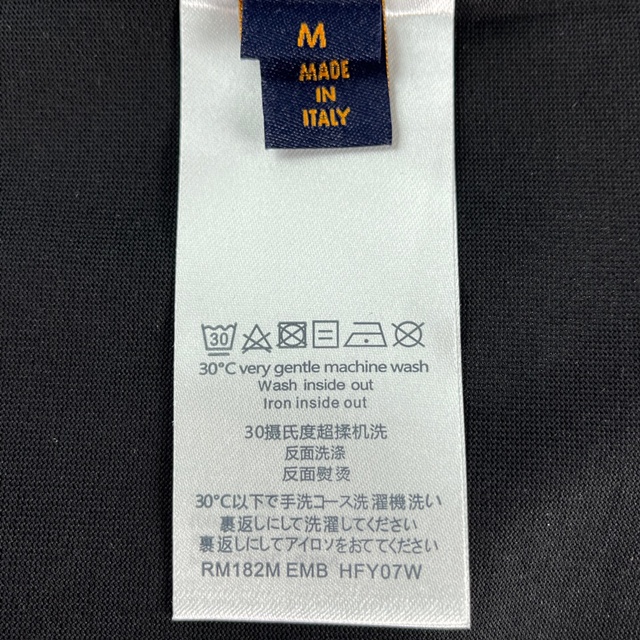 M
MADE
IN
ITALY
30
30°C very gentle machine wash
Wash inside out
Iron inside out
30摄氏度超揉机洗
反面洗涤
反面熨烫
30℃以下で手洗コース洗濯機洗い
裏返しにして洗濯してください
裏返しにしてアイロソをおててください
RM182M EMB HFY07W